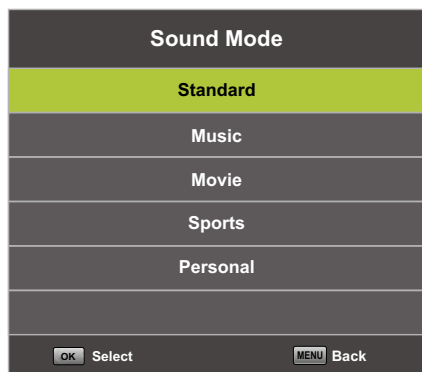 Sound Mode
Standard
Music
Movie
Sports
Personal
OK Select MENU Back